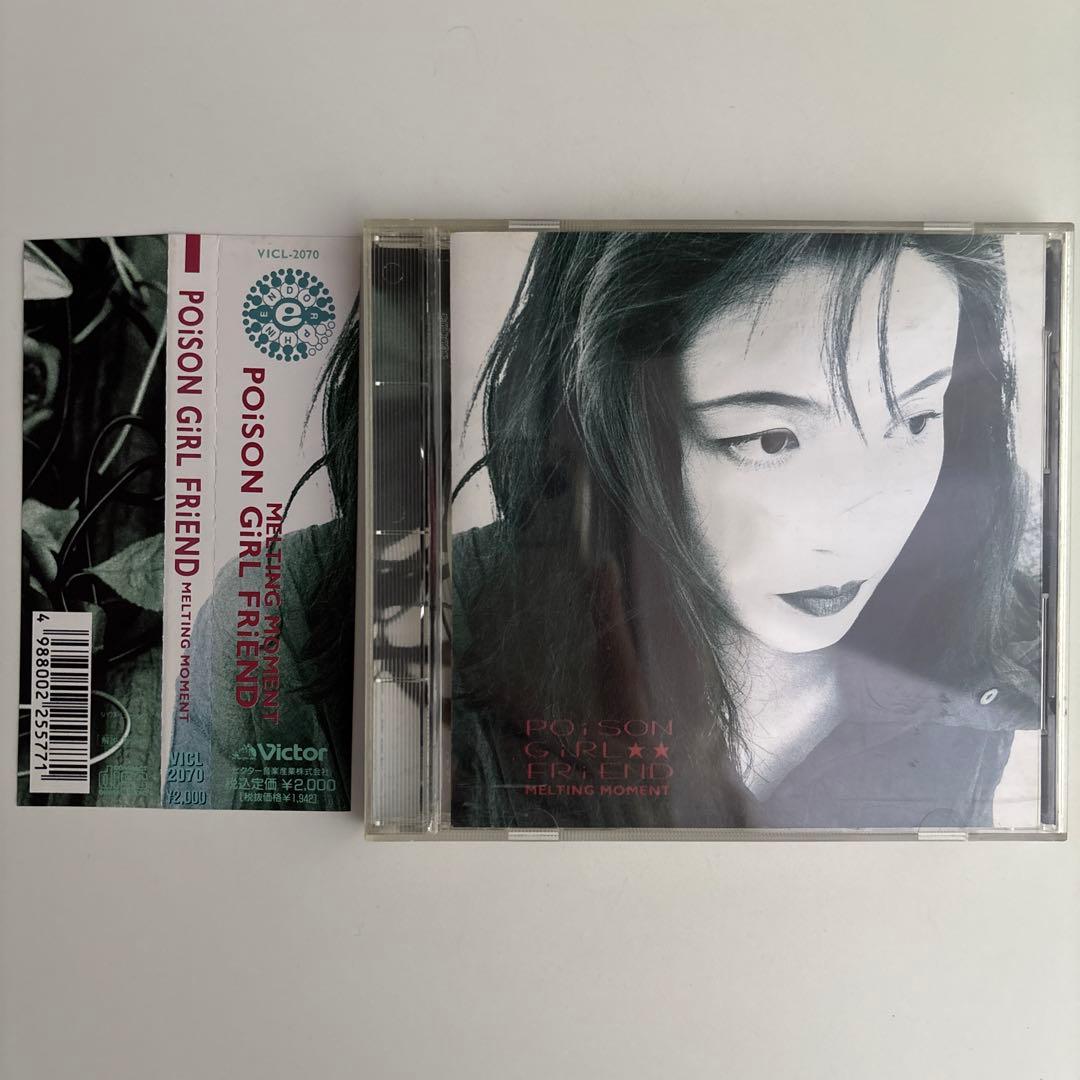 POiSON GiRL FRiEND MELTING MOMENT
VICL
2070
¥2,000
4 988002 255771
VICL-2070
ENDORPHIN
e
POiSON GiRL FRiEND
MELTING MOMENT
Victor
ビクター音楽産業株式会社
税込定価 ¥2,000
[税抜価格¥1,942]
POiSON
GiRL★★
FRiEND
MELTING MOMENT